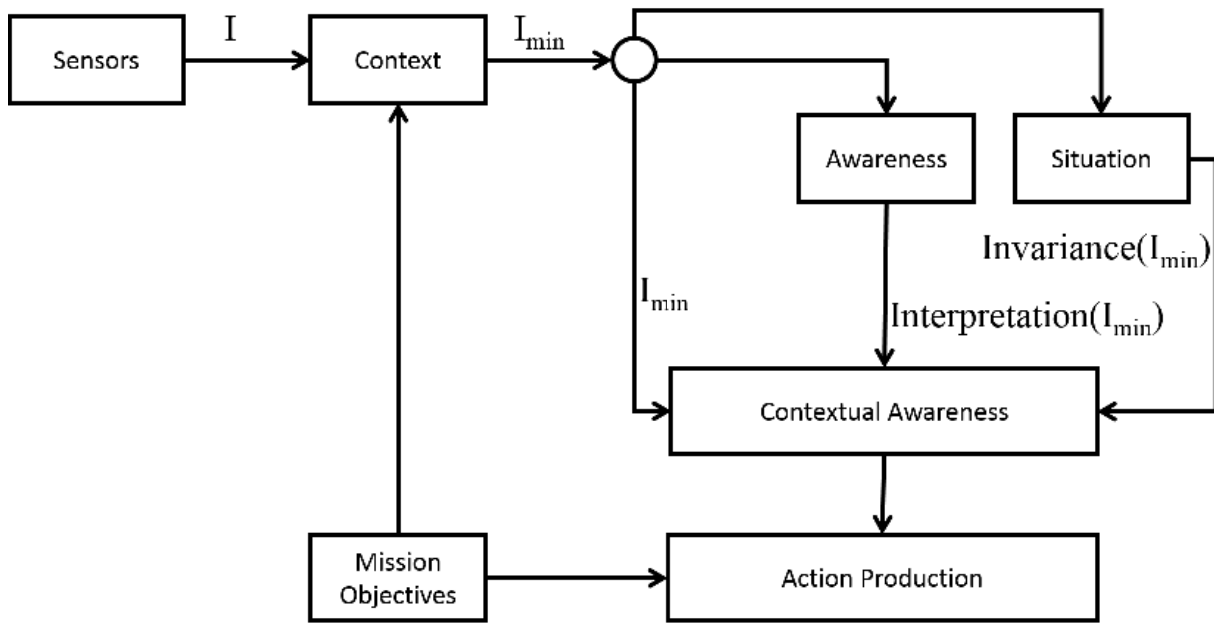 I
I_min
Sensors
Context
Awareness
Situation
Invariance(I_min)
I_min
Interpretation(I_min)
Contextual Awareness
Mission
Objectives
Action Production